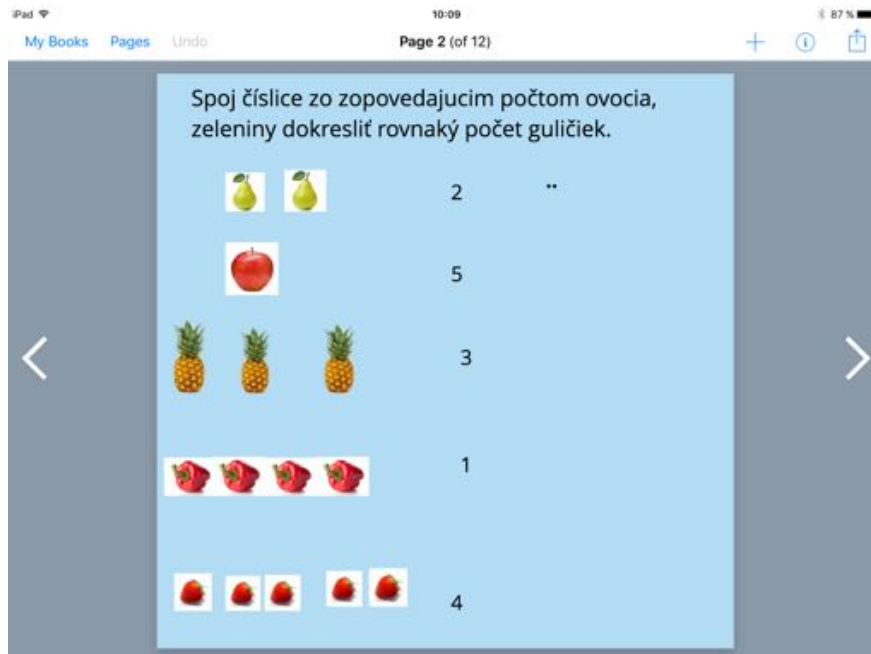 iPad 10:09 87 %
My Books Pages Undo Page 2 (of 12)
Spoj číslice zo zopovedajucim počtom ovocia,
zeleniny dokresliť rovnaký počet guličiek.
2 ..
5
3
1
4